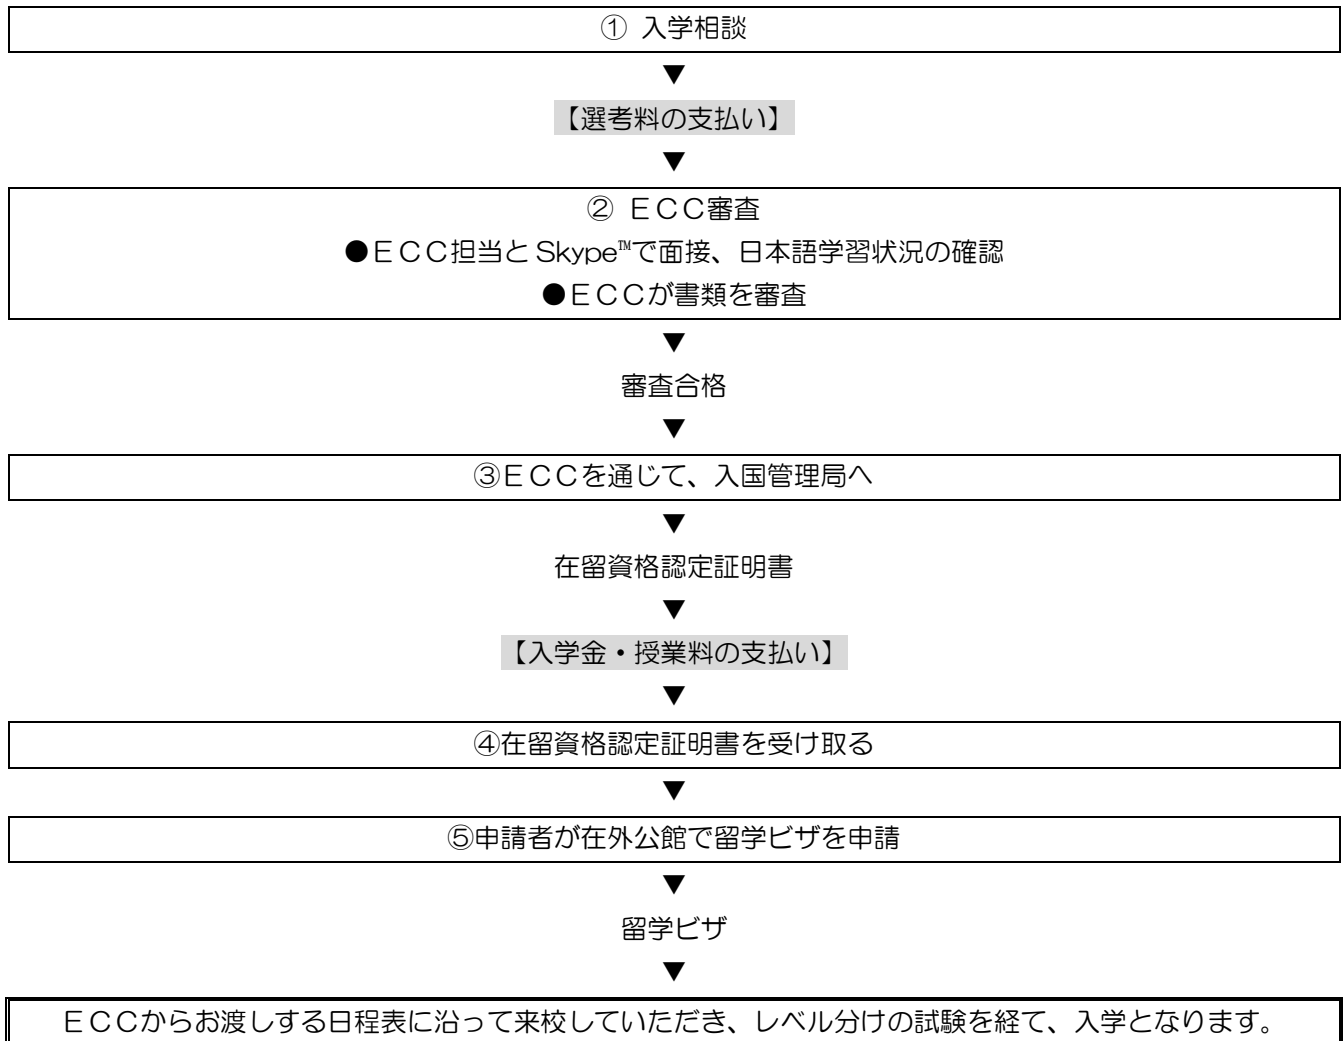 ① 入学相談
▼
【選考料の支払い】
▼
② ＥＣＣ審査
●ＥＣＣ担当と Skype™で面接、日本語学習状況の確認
●ＥＣＣが書類を審査
▼
審査合格
▼
③ＥＣＣを通じて、入国管理局へ
▼
在留資格認定証明書
▼
【入学金・授業料の支払い】
▼
④在留資格認定証明書を受け取る
▼
⑤申請者が在外公館で留学ビザを申請
▼
留学ビザ
▼
ＥＣＣからお渡しする日程表に沿って来校していただき、レベル分けの試験を経て、入学となります。